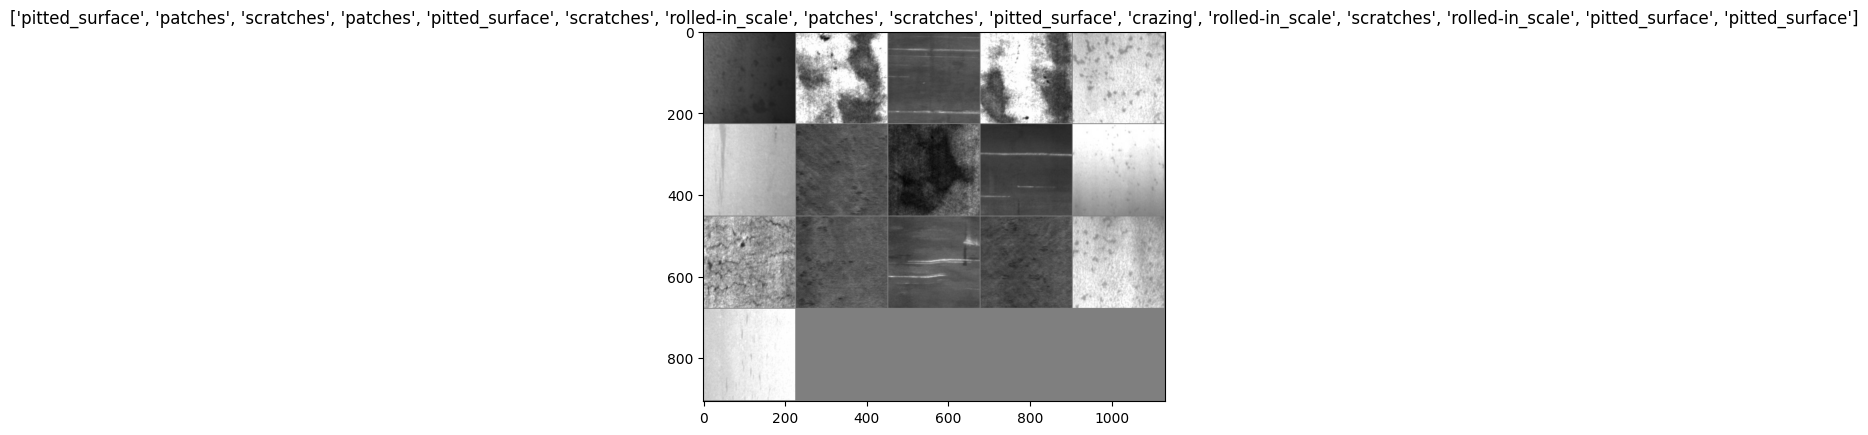 ['pitted_surface', 'patches', 'scratches', 'patches', 'pitted_surface', 'scratches', 'rolled-in_scale', 'patches', 'scratches', 'pitted_surface', 'crazing', 'rolled-in_scale', 'scratches', 'rolled-in_scale', 'pitted_surface', 'pitted_surface']
0
200
400
600
800
0 200 400 600 800 1000